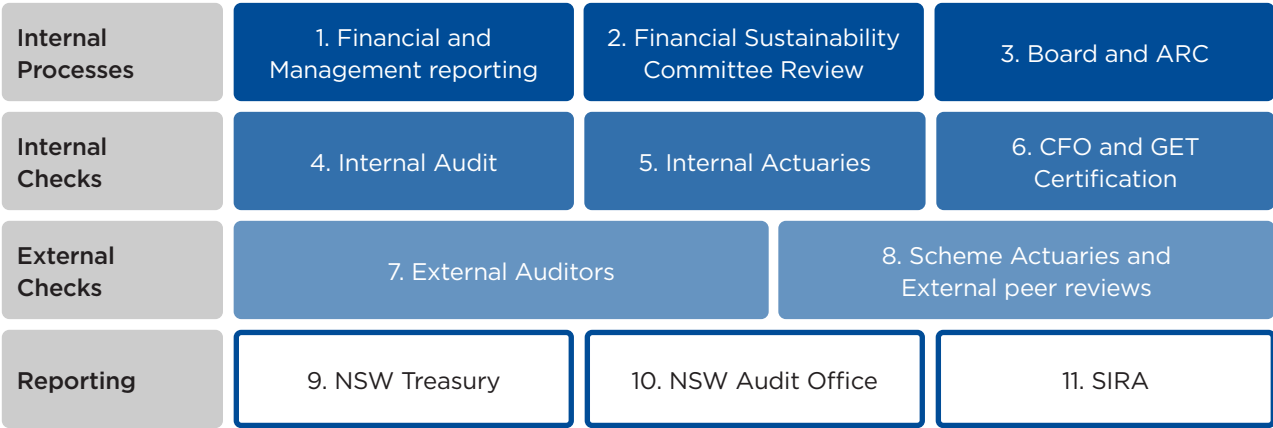 Internal
Processes
1. Financial and
Management reporting
2. Financial Sustainability
Committee Review
3. Board and ARC
Internal
Checks
4. Internal Audit
5. Internal Actuaries
6. CFO and GET
Certification
External
Checks
7. External Auditors
8. Scheme Actuaries and
External peer reviews
Reporting
9. NSW Treasury
10. NSW Audit Office
11. SIRA